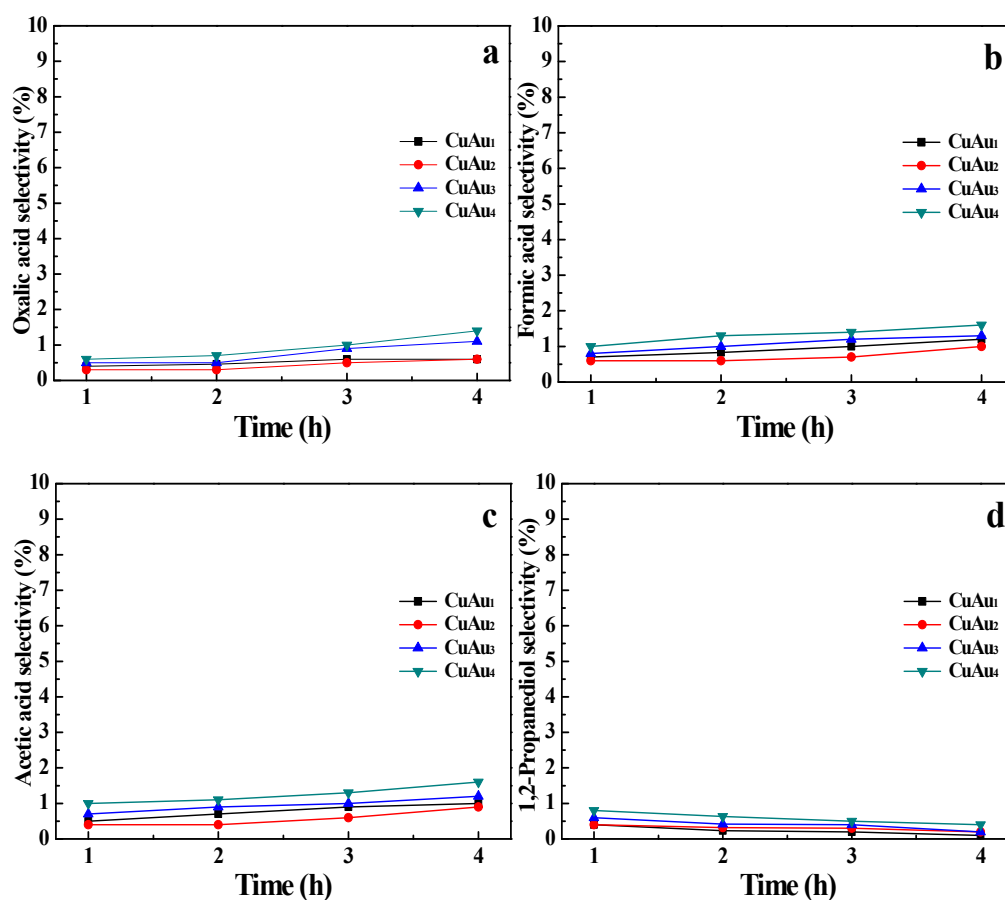 a
Oxalic acid selectivity (%)
10
9
8
7
6
5
4
3
2
1
0
CuAu1
CuAu2
CuAu3
CuAu4
1 2 3 4
Time (h)
b
Formic acid selectivity (%)
10
9
8
7
6
5
4
3
2
1
0
CuAu1
CuAu2
CuAu3
CuAu4
1 2 3 4
Time (h)
c
Acetic acid selectivity (%)
10
9
8
7
6
5
4
3
2
1
0
CuAu1
CuAu2
CuAu3
CuAu4
1 2 3 4
Time (h)
d
1,2-Propanediol selectivity (%)
10
9
8
7
6
5
4
3
2
1
0
CuAu1
CuAu2
CuAu3
CuAu4
1 2 3 4
Time (h)